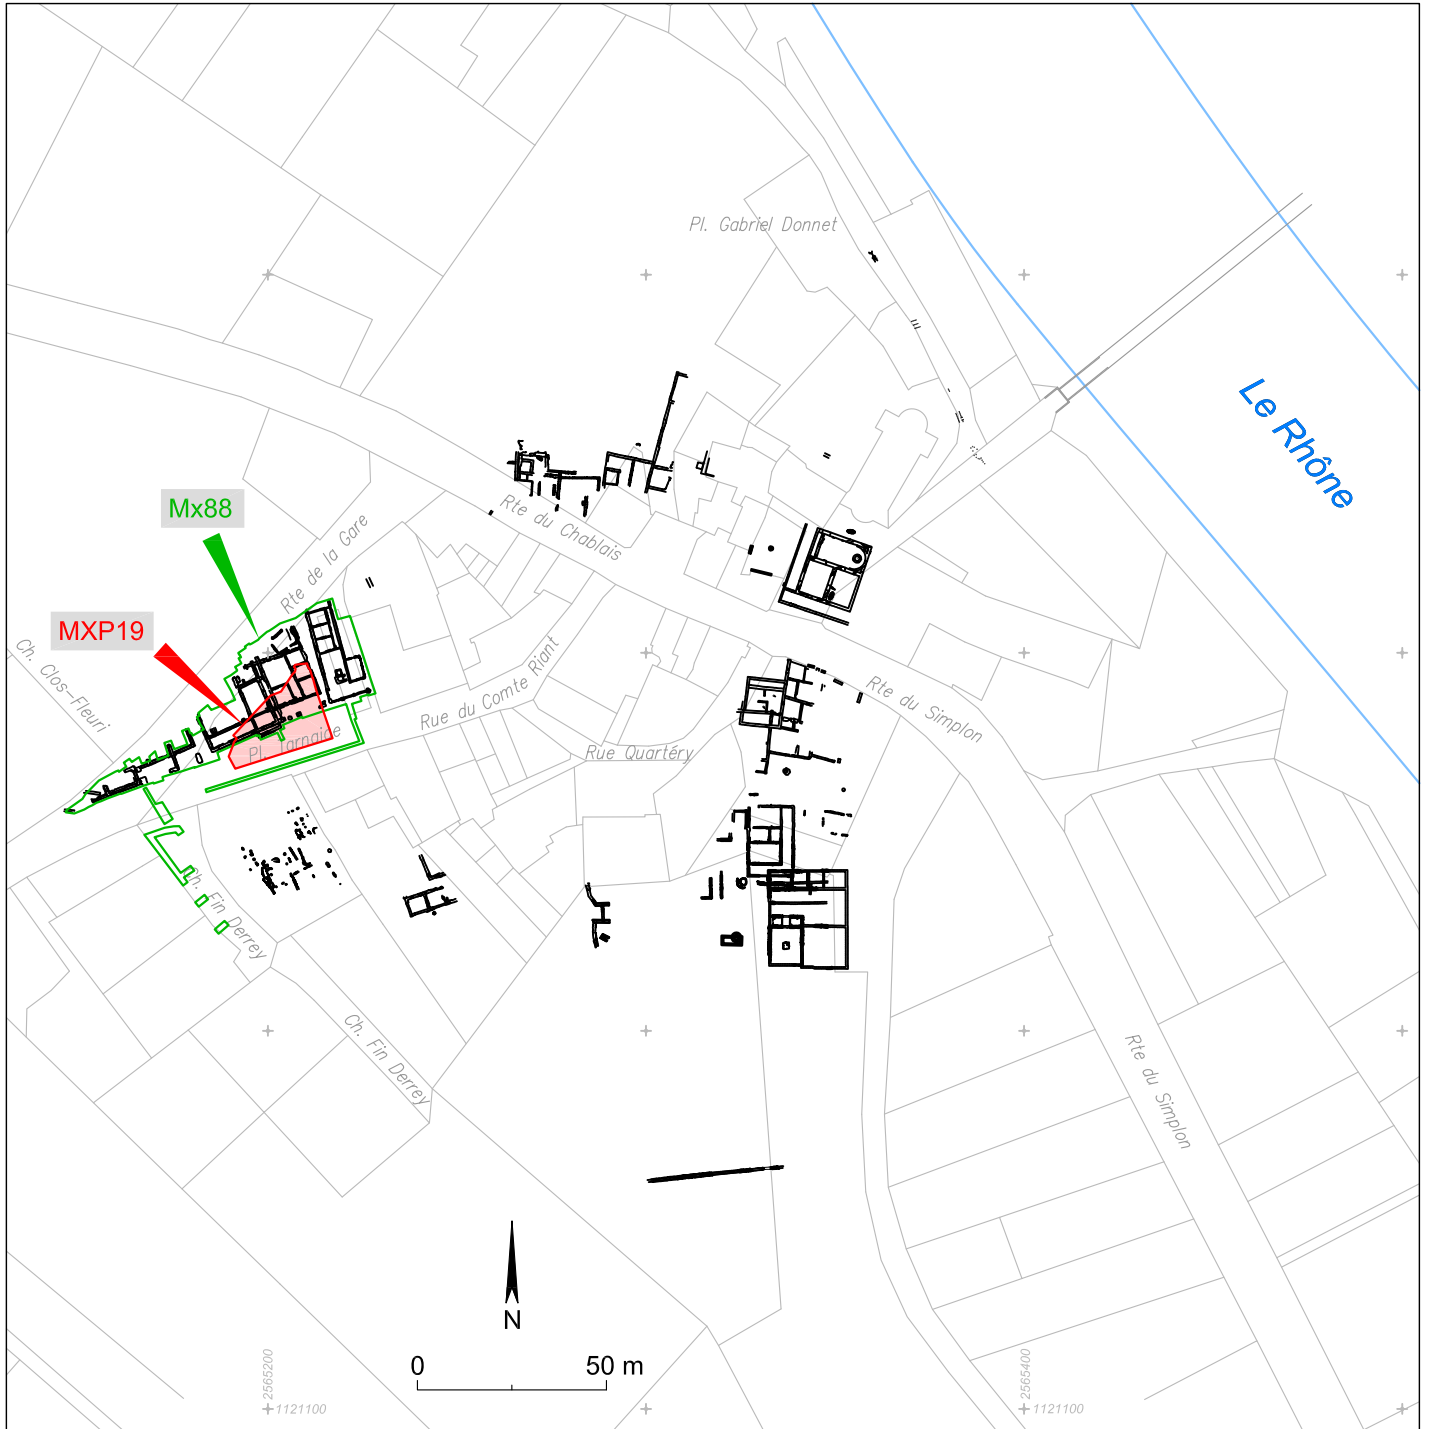 Pl. Gabriel Donnet
Le Rhône
Mx88
Rte de la Gare
Rte du Chablais
MXP19
Ch. Clos-Fleuri
Rue du Comte Riant
Rte du Simplon
Pl. Tarnaide
Rue Quartéry
Ch. Fin Derrey
Ch. Fin Derrey
Rte du Simplon
N
0 50 m
2565200
1121100
2565400
1121100